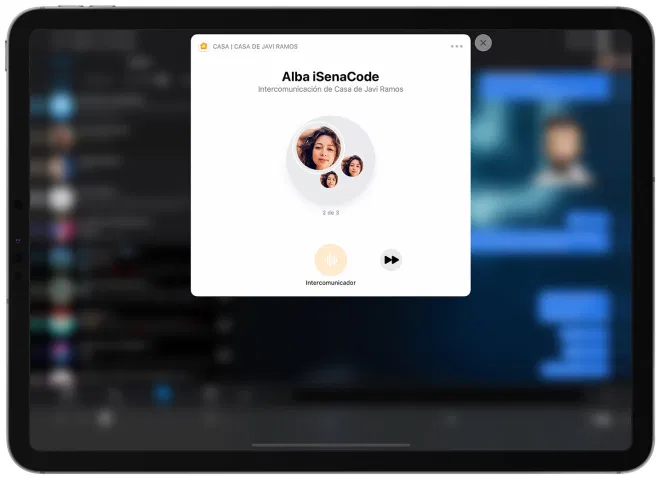 CASA | CASA DE JAVI RAMOS
Alba iSenaCode
Intercomunicación de Casa de Javi Ramos
2 de 3
Intercomunicador